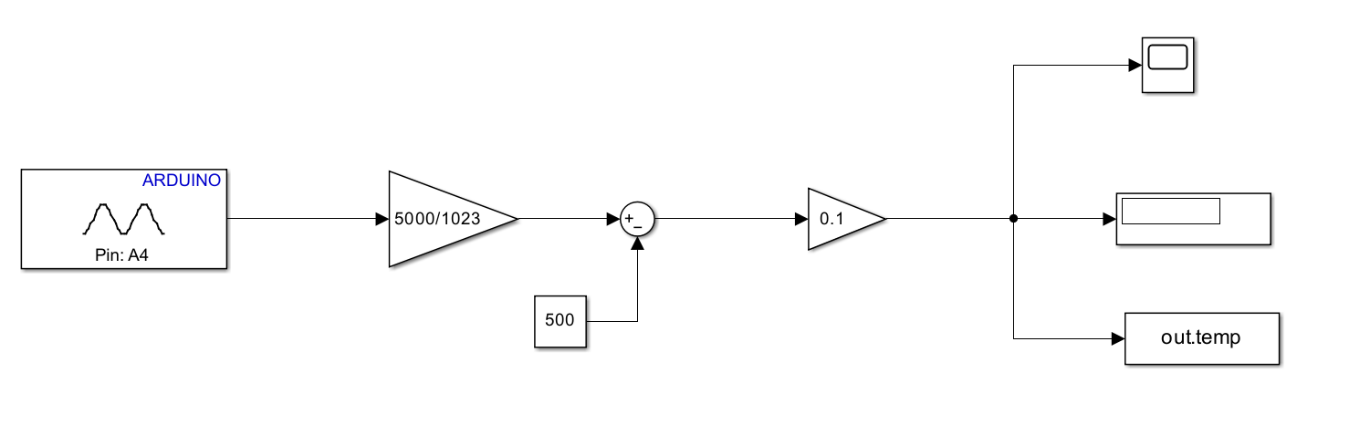 ARDUINO
Pin: A4
5000/1023
+
−
500
0.1
out.temp